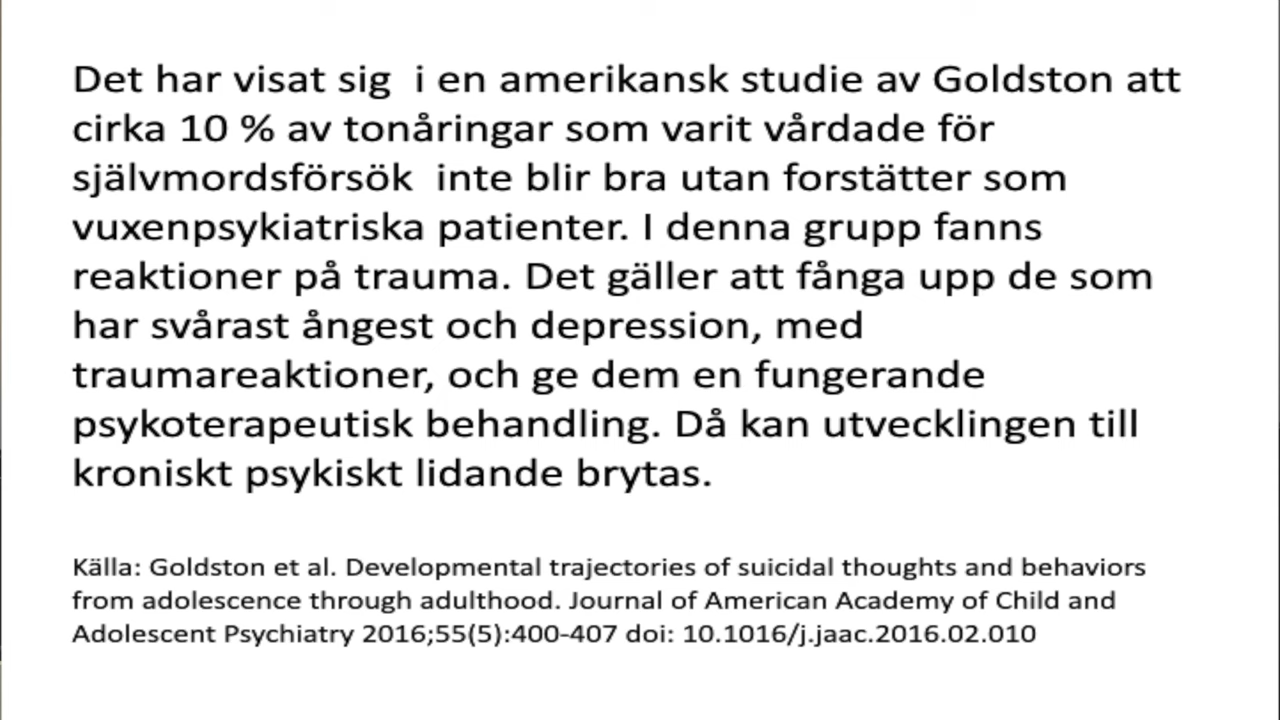 Det har visat sig  i en amerikansk studie av Goldston att
cirka 10 % av tonåringar som varit vårdade för
självmordsförsök  inte blir bra utan forstätter som
vuxenpsykiatriska patienter. I denna grupp fanns
reaktioner på trauma. Det gäller att fånga upp de som
har svårast ångest och depression, med
traumareaktioner, och ge dem en fungerande
psykoterapeutisk behandling. Då kan utvecklingen till
kroniskt psykiskt lidande brytas.
Källa: Goldston et al. Developmental trajectories of suicidal thoughts and behaviors
from adolescence through adulthood. Journal of American Academy of Child and
Adolescent Psychiatry 2016;55(5):400-407 doi: 10.1016/j.jaac.2016.02.010